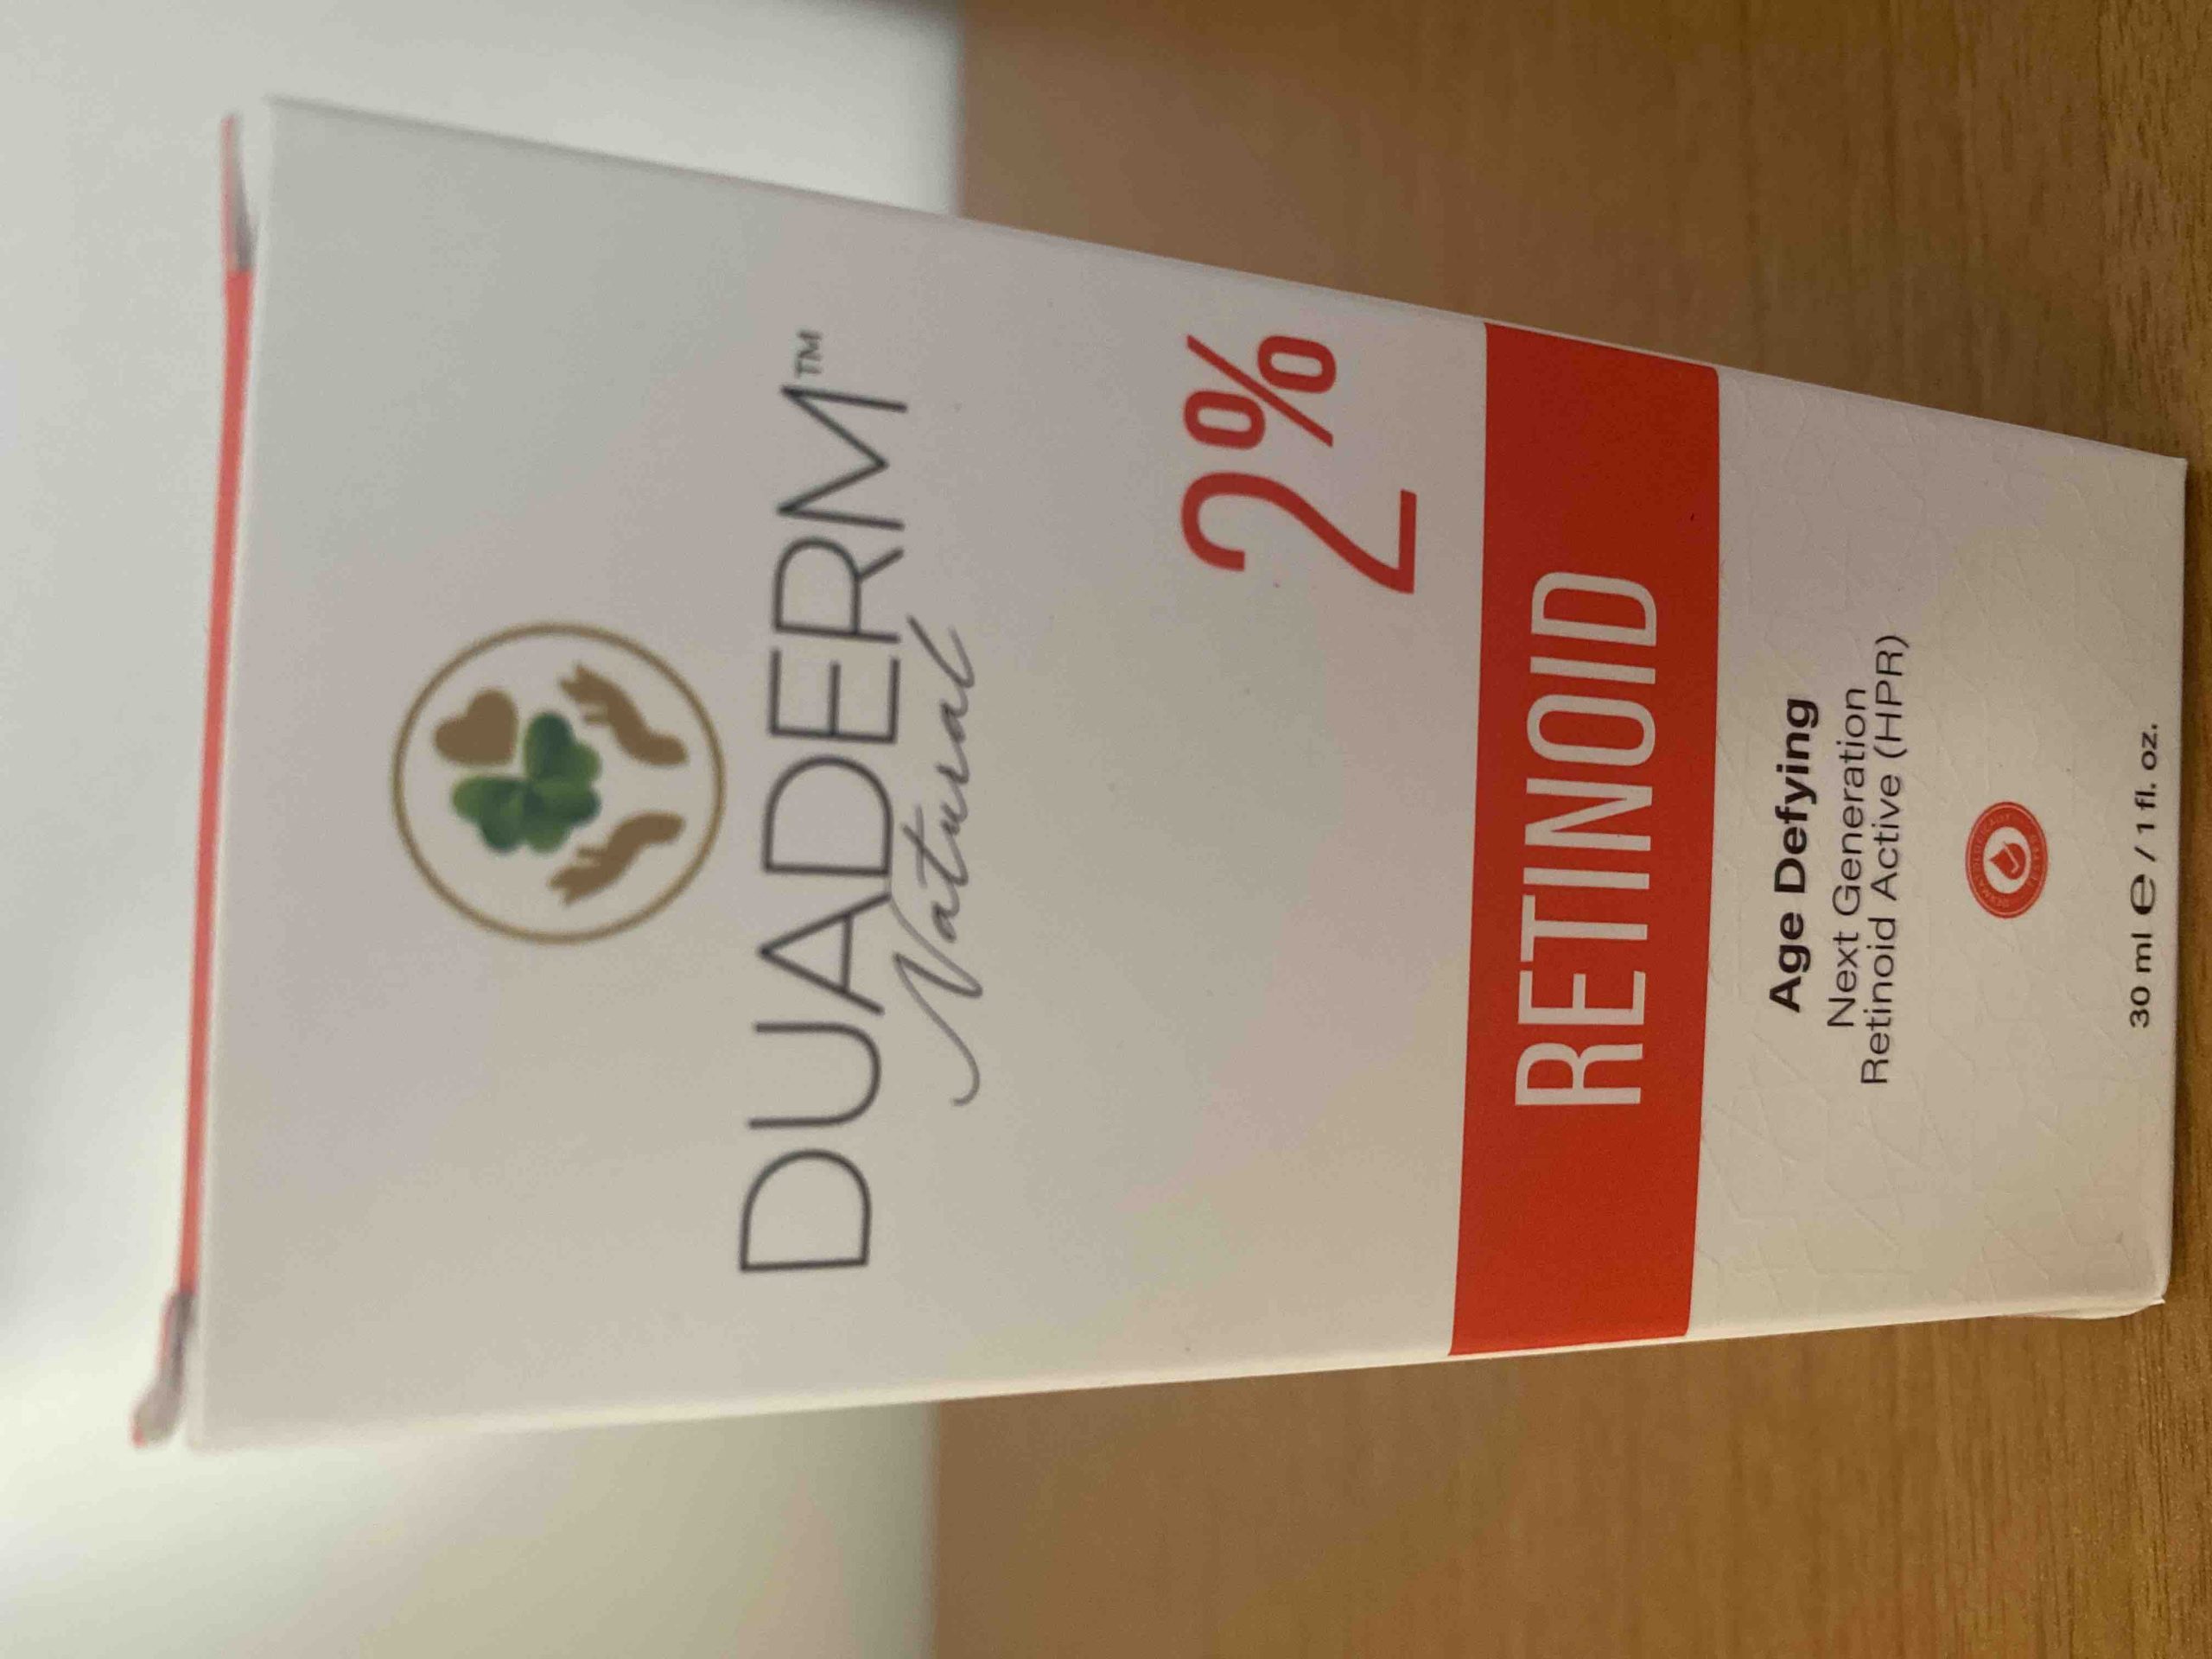 DUADERM™
Natural
2%
RETINOID
Age Defying
Next Generation
Retinoid Active (HPR)
30 ml ℮ / 1 fl. oz.